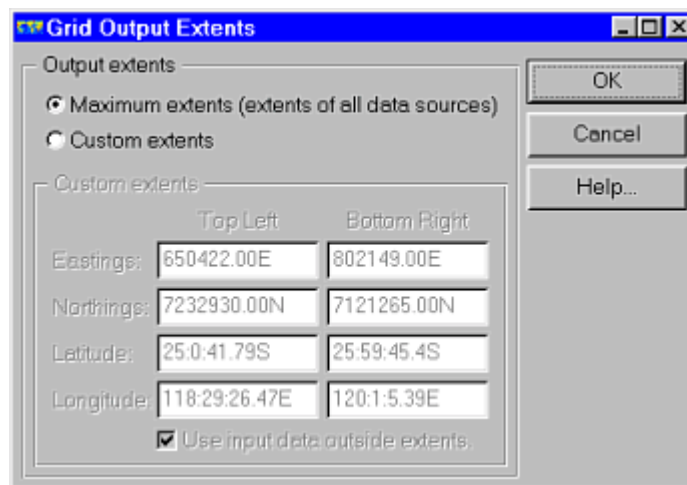 Grid Output Extents
Output extents
Maximum extents (extents of all data sources)
Custom extents
OK
Cancel
Help...
Custom extents
Top Left Bottom Right
Eastings: 650422.00E 802149.00E
Northings: 7232930.00N 7121265.00N
Latitude: 25:0:41.79S 25:59:45.4S
Longitude: 118:29:26.47E 120:1:5.39E
Use input data outside extents.